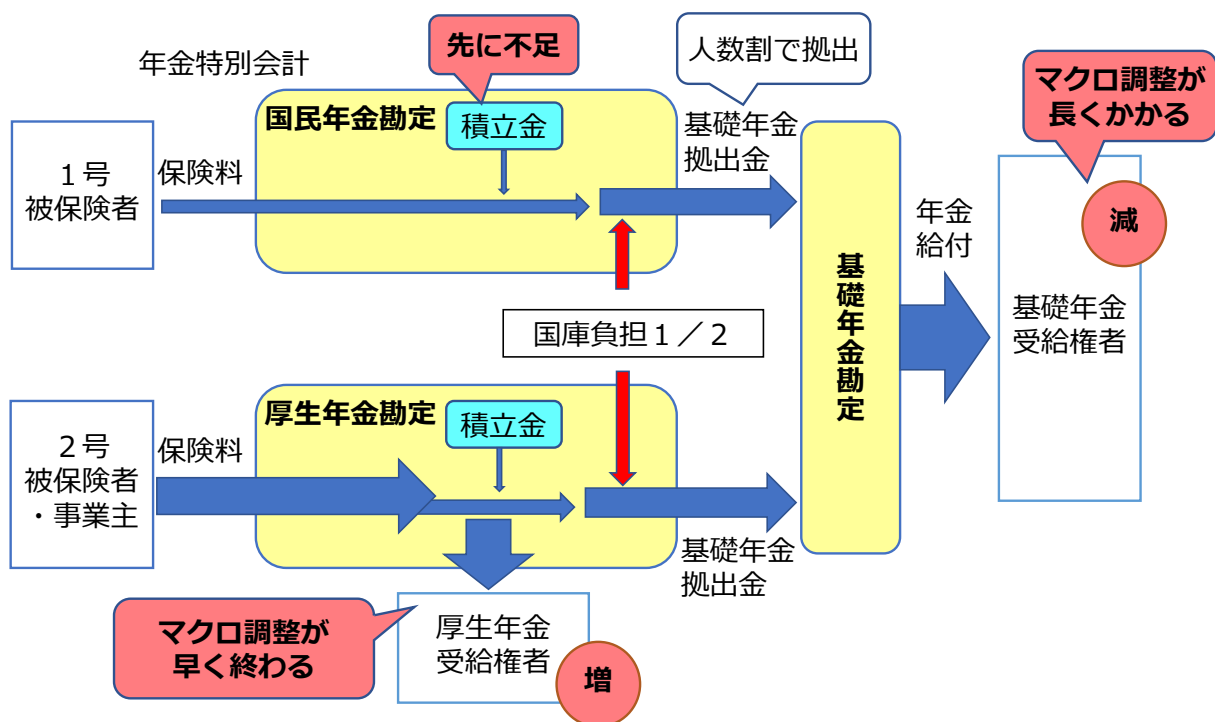 年金特別会計
先に不足
人数割で拠出
マクロ調整が
長くかかる
国民年金勘定
積立金
基礎年金
拠出金
１号
被保険者
保険料
減
年金
給付
基礎年金勘定
基礎年金
受給権者
国庫負担１／２
厚生年金勘定
積立金
２号
被保険者
・事業主
保険料
基礎年金
拠出金
マクロ調整が
早く終わる
厚生年金
受給権者
増